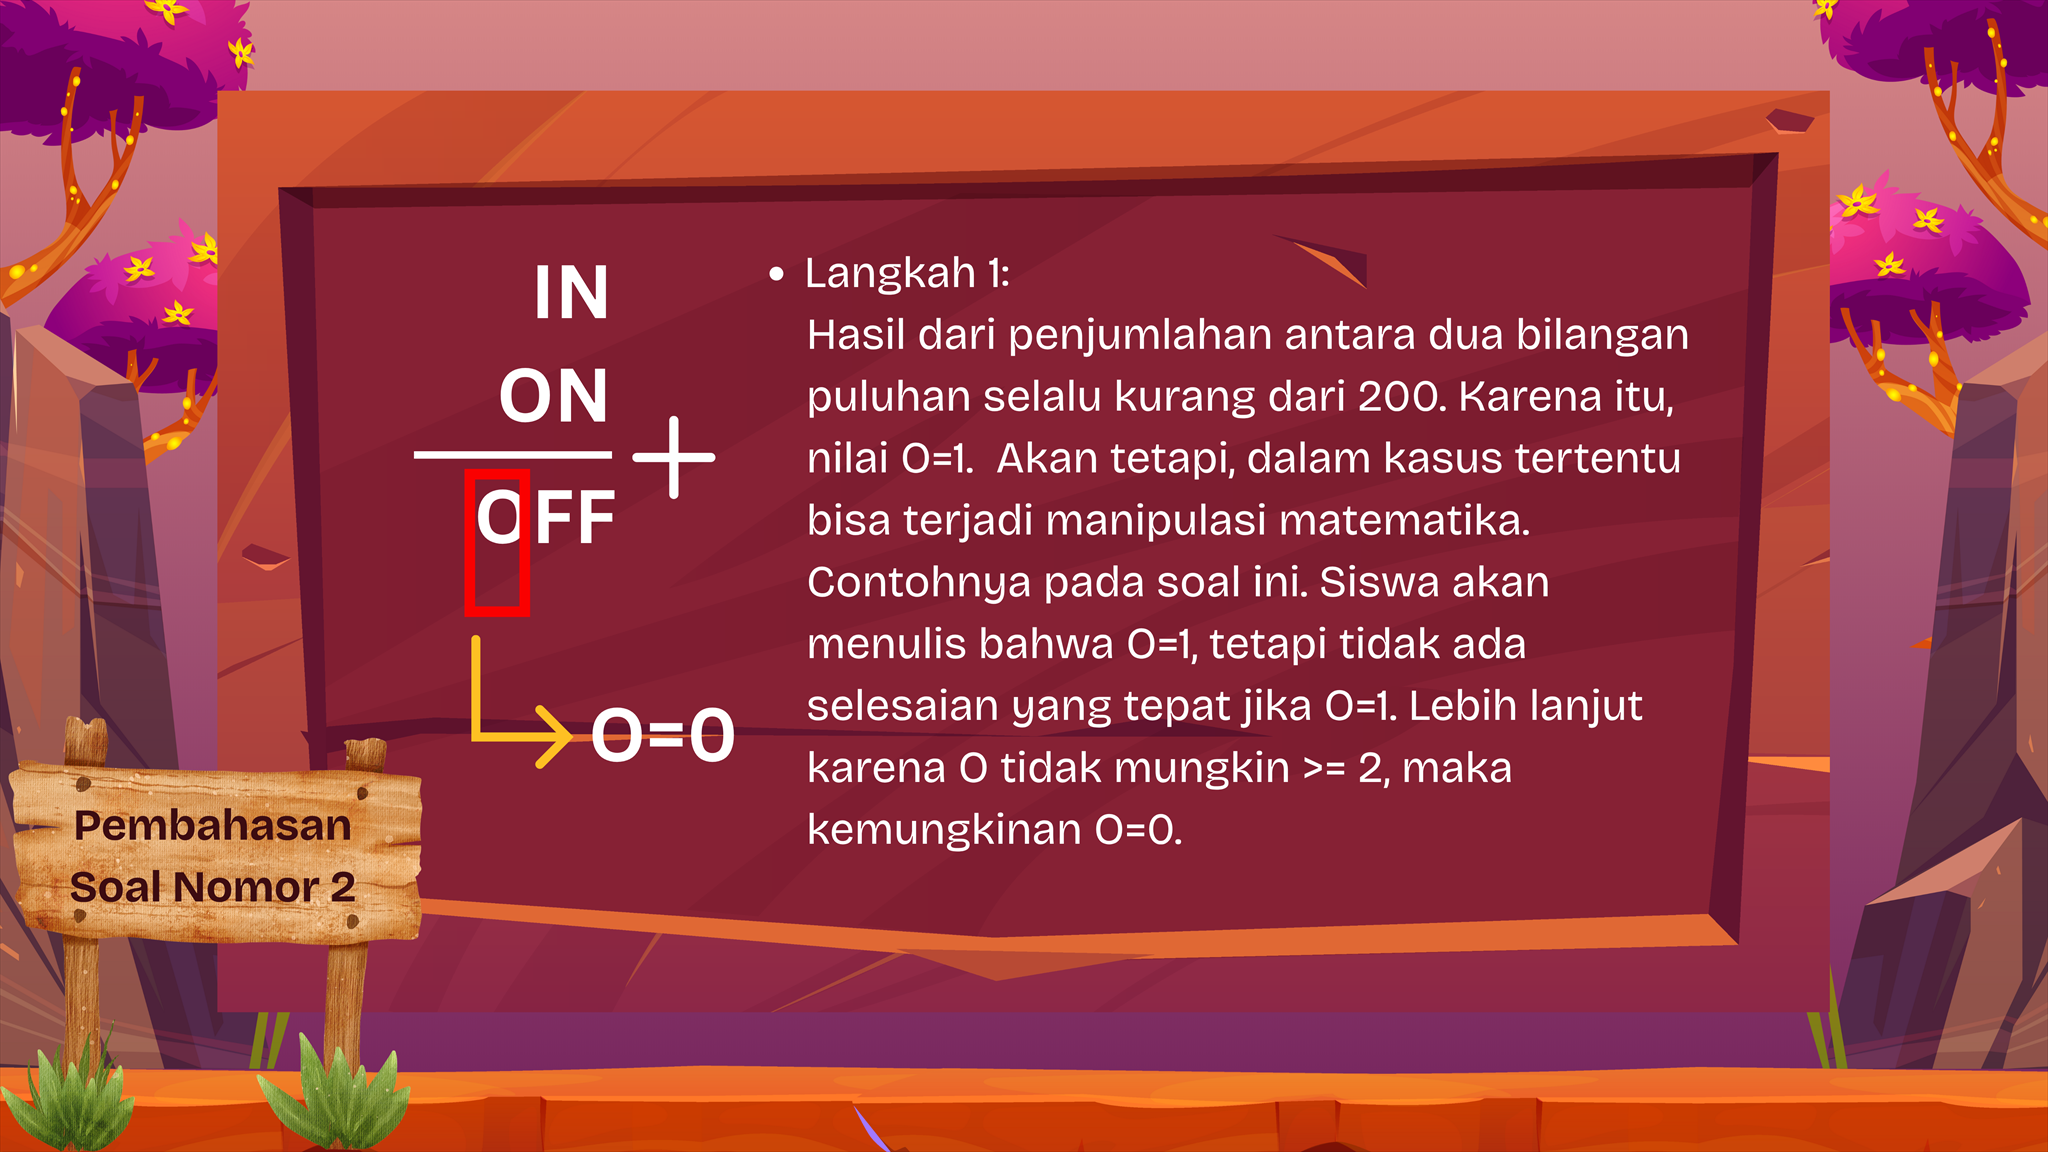 IN
ON
+
OFF
O=0
• Langkah 1:
Hasil dari penjumlahan antara dua bilangan
puluhan selalu kurang dari 200. Karena itu,
nilai O=1. Akan tetapi, dalam kasus tertentu
bisa terjadi manipulasi matematika.
Contohnya pada soal ini. Siswa akan
menulis bahwa O=1, tetapi tidak ada
selesaian yang tepat jika O=1. Lebih lanjut
karena O tidak mungkin >= 2, maka
kemungkinan O=0.
Pembahasan
Soal Nomor 2